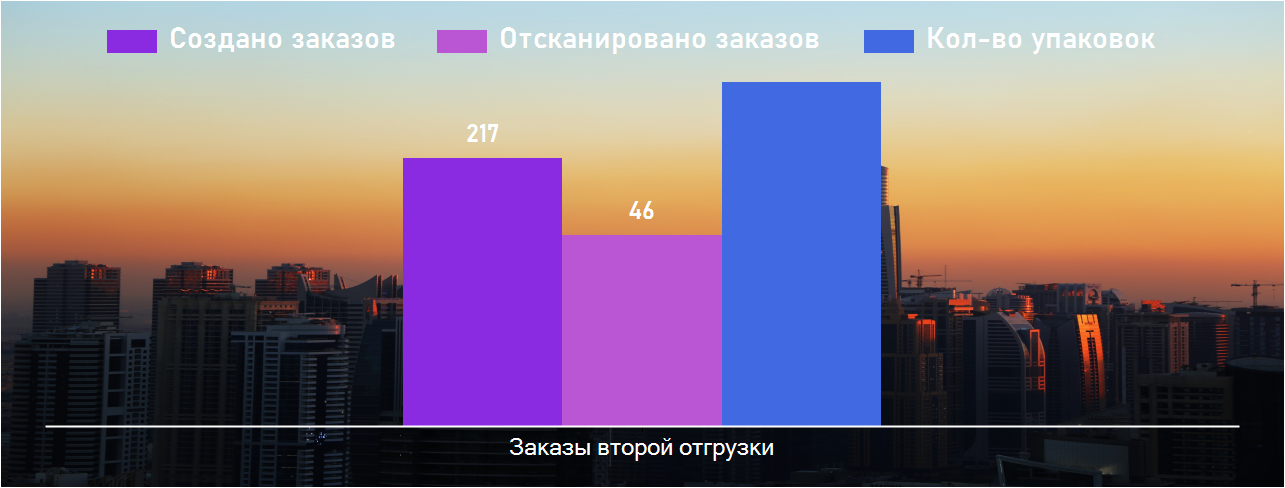 Создано заказов Отсканировано заказов Кол-во упаковок
217
46
Заказы второй отгрузки